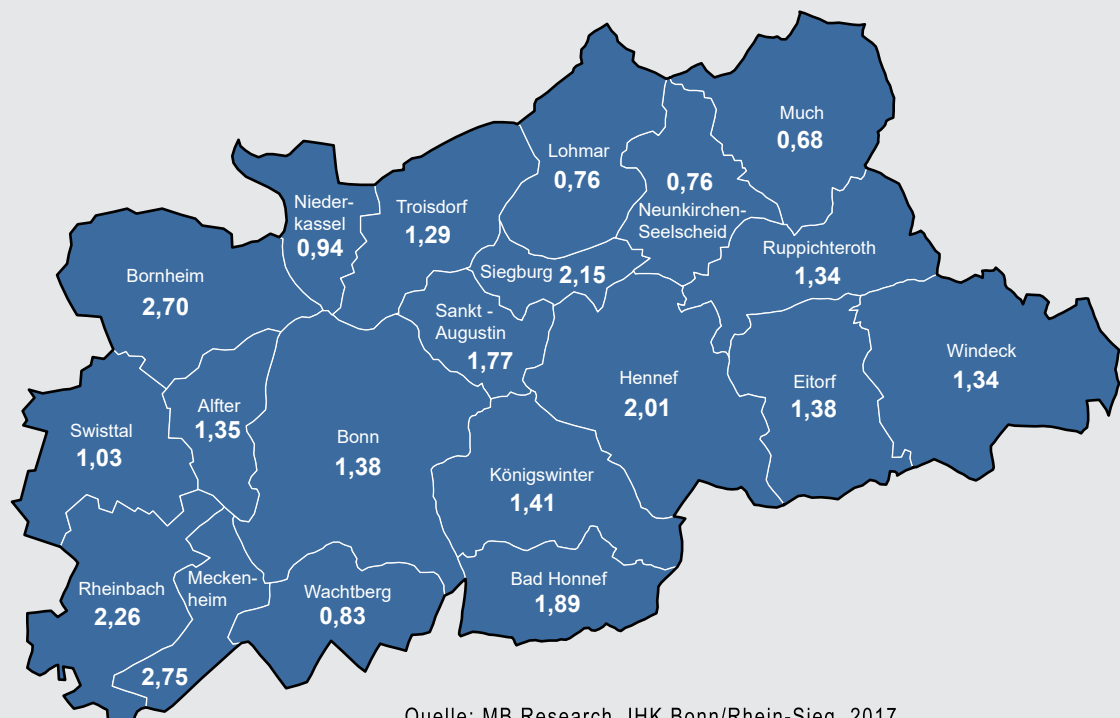 Much
0,68
Lohmar
0,76
0,76
Neunkirchen-
Seelscheid
Nieder-
kassel
0,94
Troisdorf
1,29
Ruppichteroth
1,34
Siegburg 2,15
Bornheim
2,70
Sankt -
Augustin
1,77
Windeck
1,34
Hennef
2,01
Eitorf
1,38
Alfter
1,35
Swisttal
1,03
Bonn
1,38
Königswinter
1,41
Rheinbach
2,26
Mecken-
heim
2,75
Wachtberg
0,83
Bad Honnef
1,89
Quelle: MB Research, IHK Bonn/Rhein-Sieg, 2017